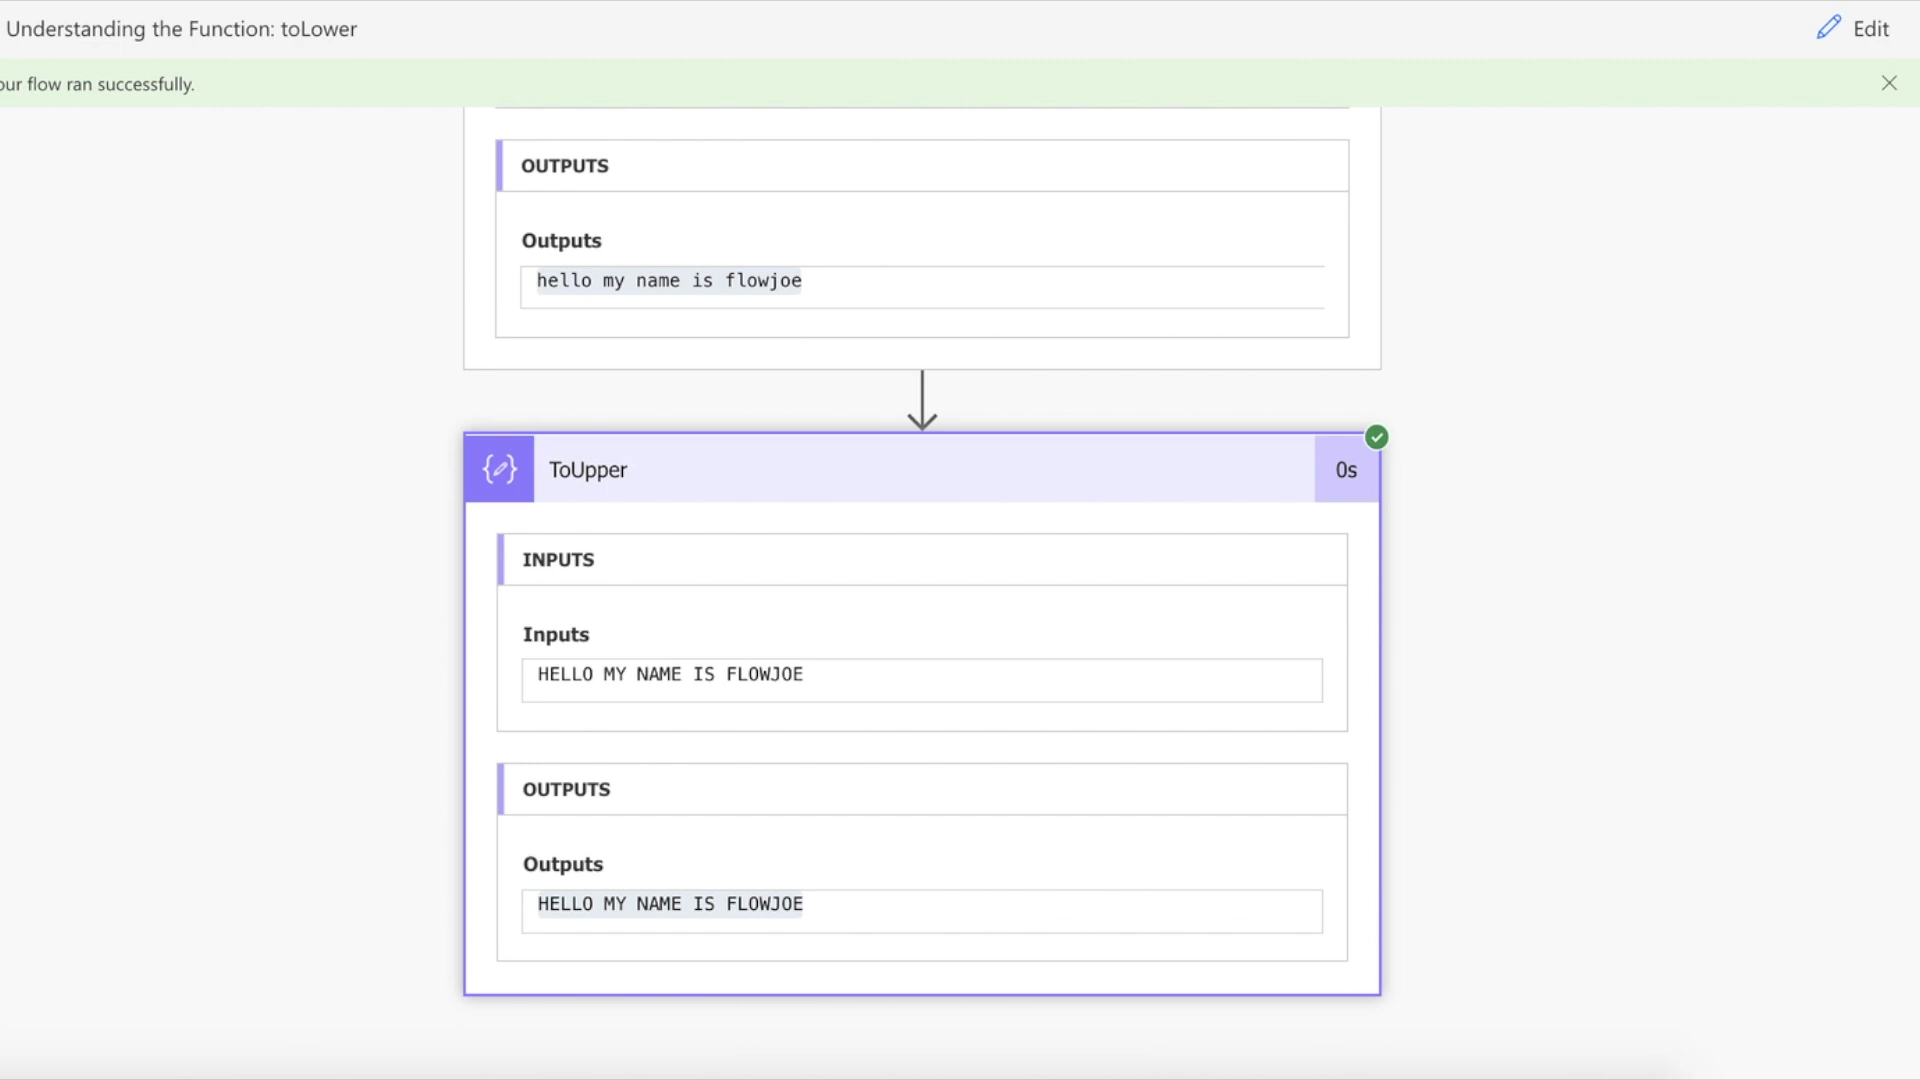 Understanding the Function: toLower
Edit
our flow ran successfully.
OUTPUTS
Outputs
hello my name is flowjoe
ToUpper
0s
INPUTS
Inputs
HELLO MY NAME IS FLOWJOE
OUTPUTS
Outputs
HELLO MY NAME IS FLOWJOE